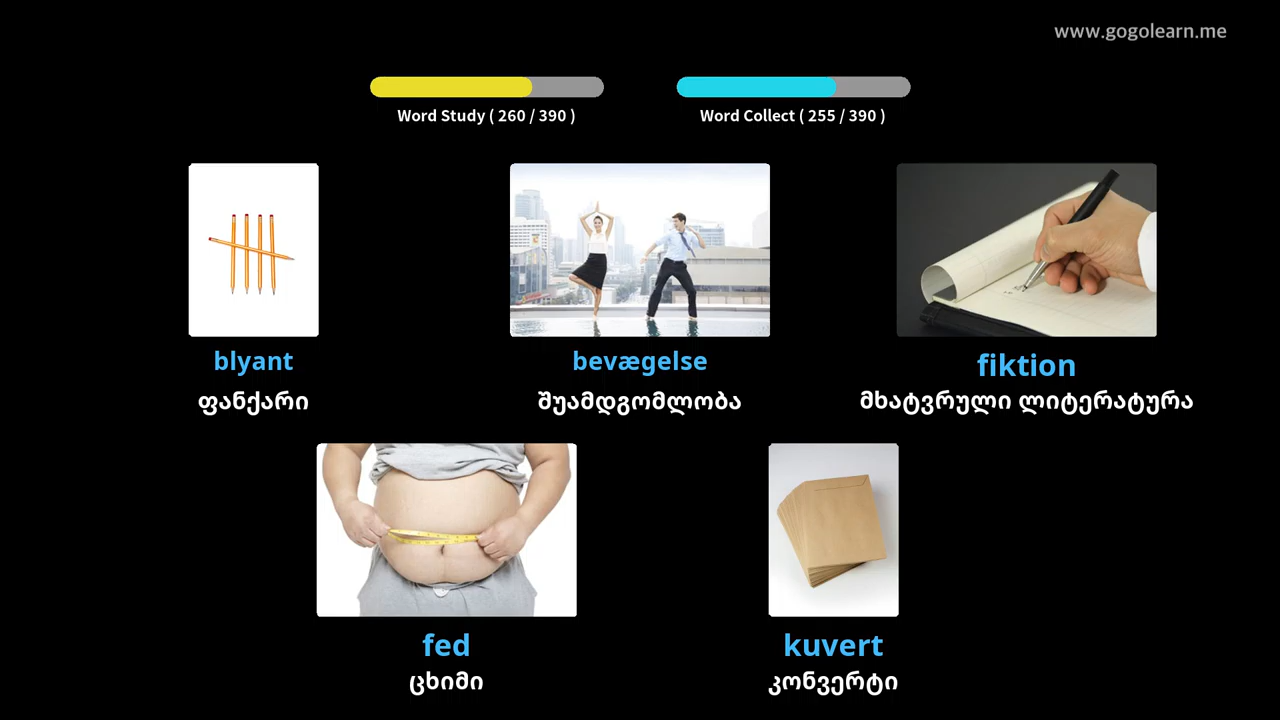 www.gogolearn.me
Word Study ( 260 / 390 )
Word Collect ( 255 / 390 )
blyant
ფანქარი
bevægelse
შუამდგომლობა
fiktion
მხატვრული ლიტერატურა
fed
ცხიმი
kuvert
კონვერტი